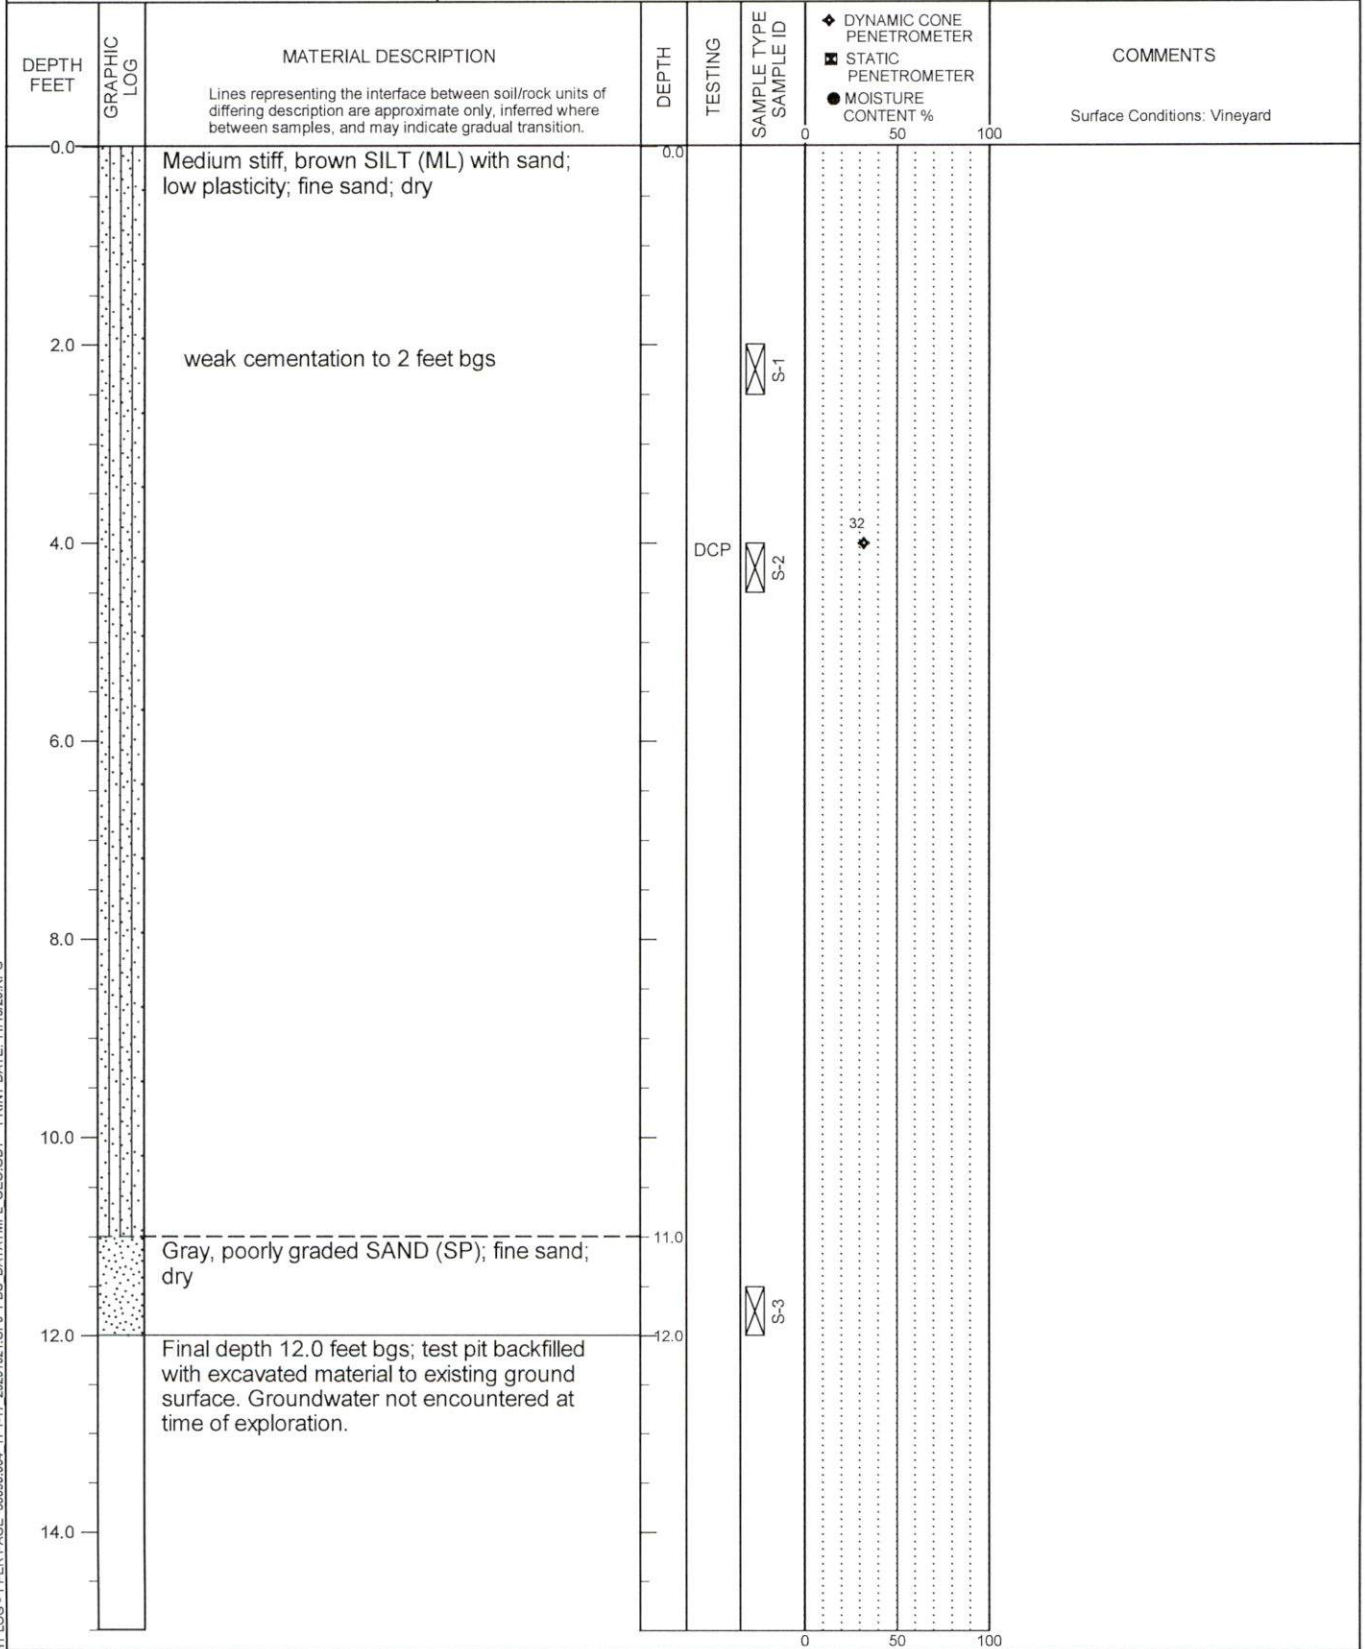 DEPTH
FEET
GRAPHIC
LOG
MATERIAL DESCRIPTION
Lines representing the interface between soil/rock units of
differing description are approximate only, inferred where
between samples, and may indicate gradual transition.
DEPTH
TESTING
SAMPLE TYPE
SAMPLE ID
DYNAMIC CONE
PENETROMETER
STATIC
PENETROMETER
MOISTURE
CONTENT %
0 50 100
COMMENTS
Surface Conditions: Vineyard
0.0
Medium stiff, brown SILT (ML) with sand;
low plasticity; fine sand; dry
0.0
2.0
weak cementation to 2 feet bgs
S-1
4.0
DCP
S-2
32
6.0
8.0
10.0
11.0
Gray, poorly graded SAND (SP); fine sand;
dry
S-3
12.0
12.0
Final depth 12.0 feet bgs; test pit backfilled
with excavated material to existing ground
surface. Groundwater not encountered at
time of exploration.
14.0
0 50 100